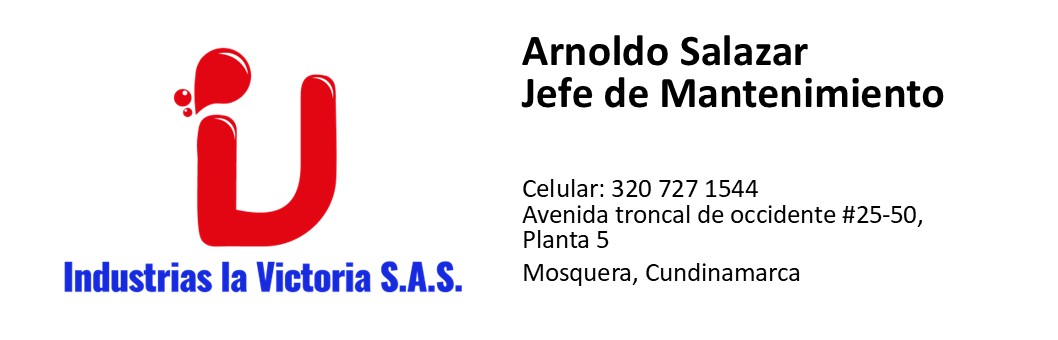 Arnoldo Salazar
Jefe de Mantenimiento
Celular: 320 727 1544
Avenida troncal de occidente #25-50,
Planta 5
Mosquera, Cundinamarca
Industrias la Victoria S.A.S.